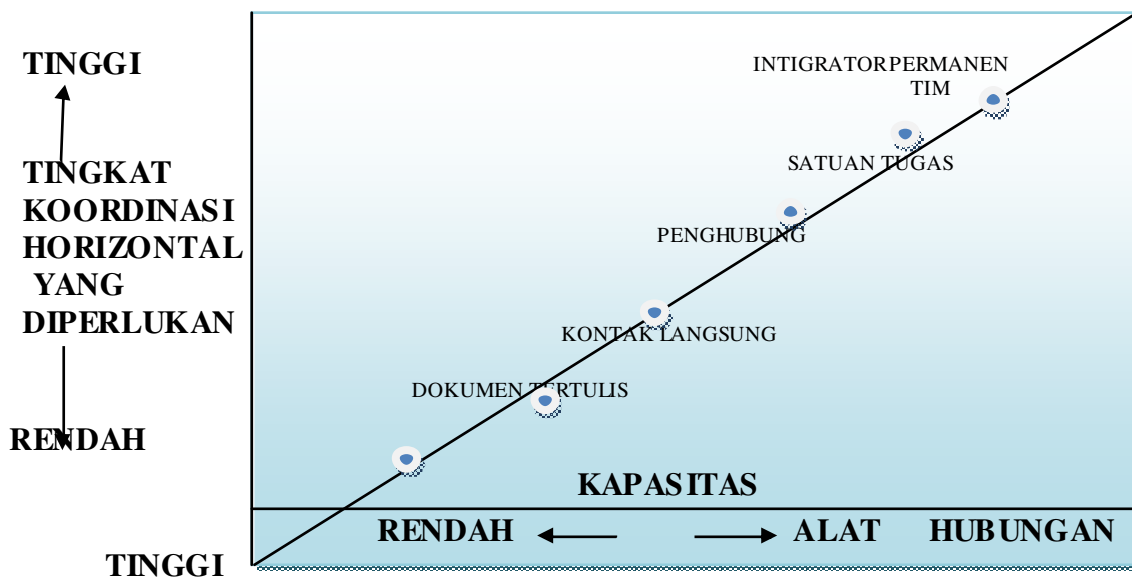 TINGGI
TINGKAT
KOORDINASI
HORIZONTAL
YANG
DIPERLUKAN
RENDAH
INTIGRATOR PERMANEN
TIM
SATUAN TUGAS
PENGHUBUNG
KONTAK LANGSUNG
DOKUMEN TERTULIS
KAPASITAS
RENDAH ALAT HUBUNGAN
TINGGI